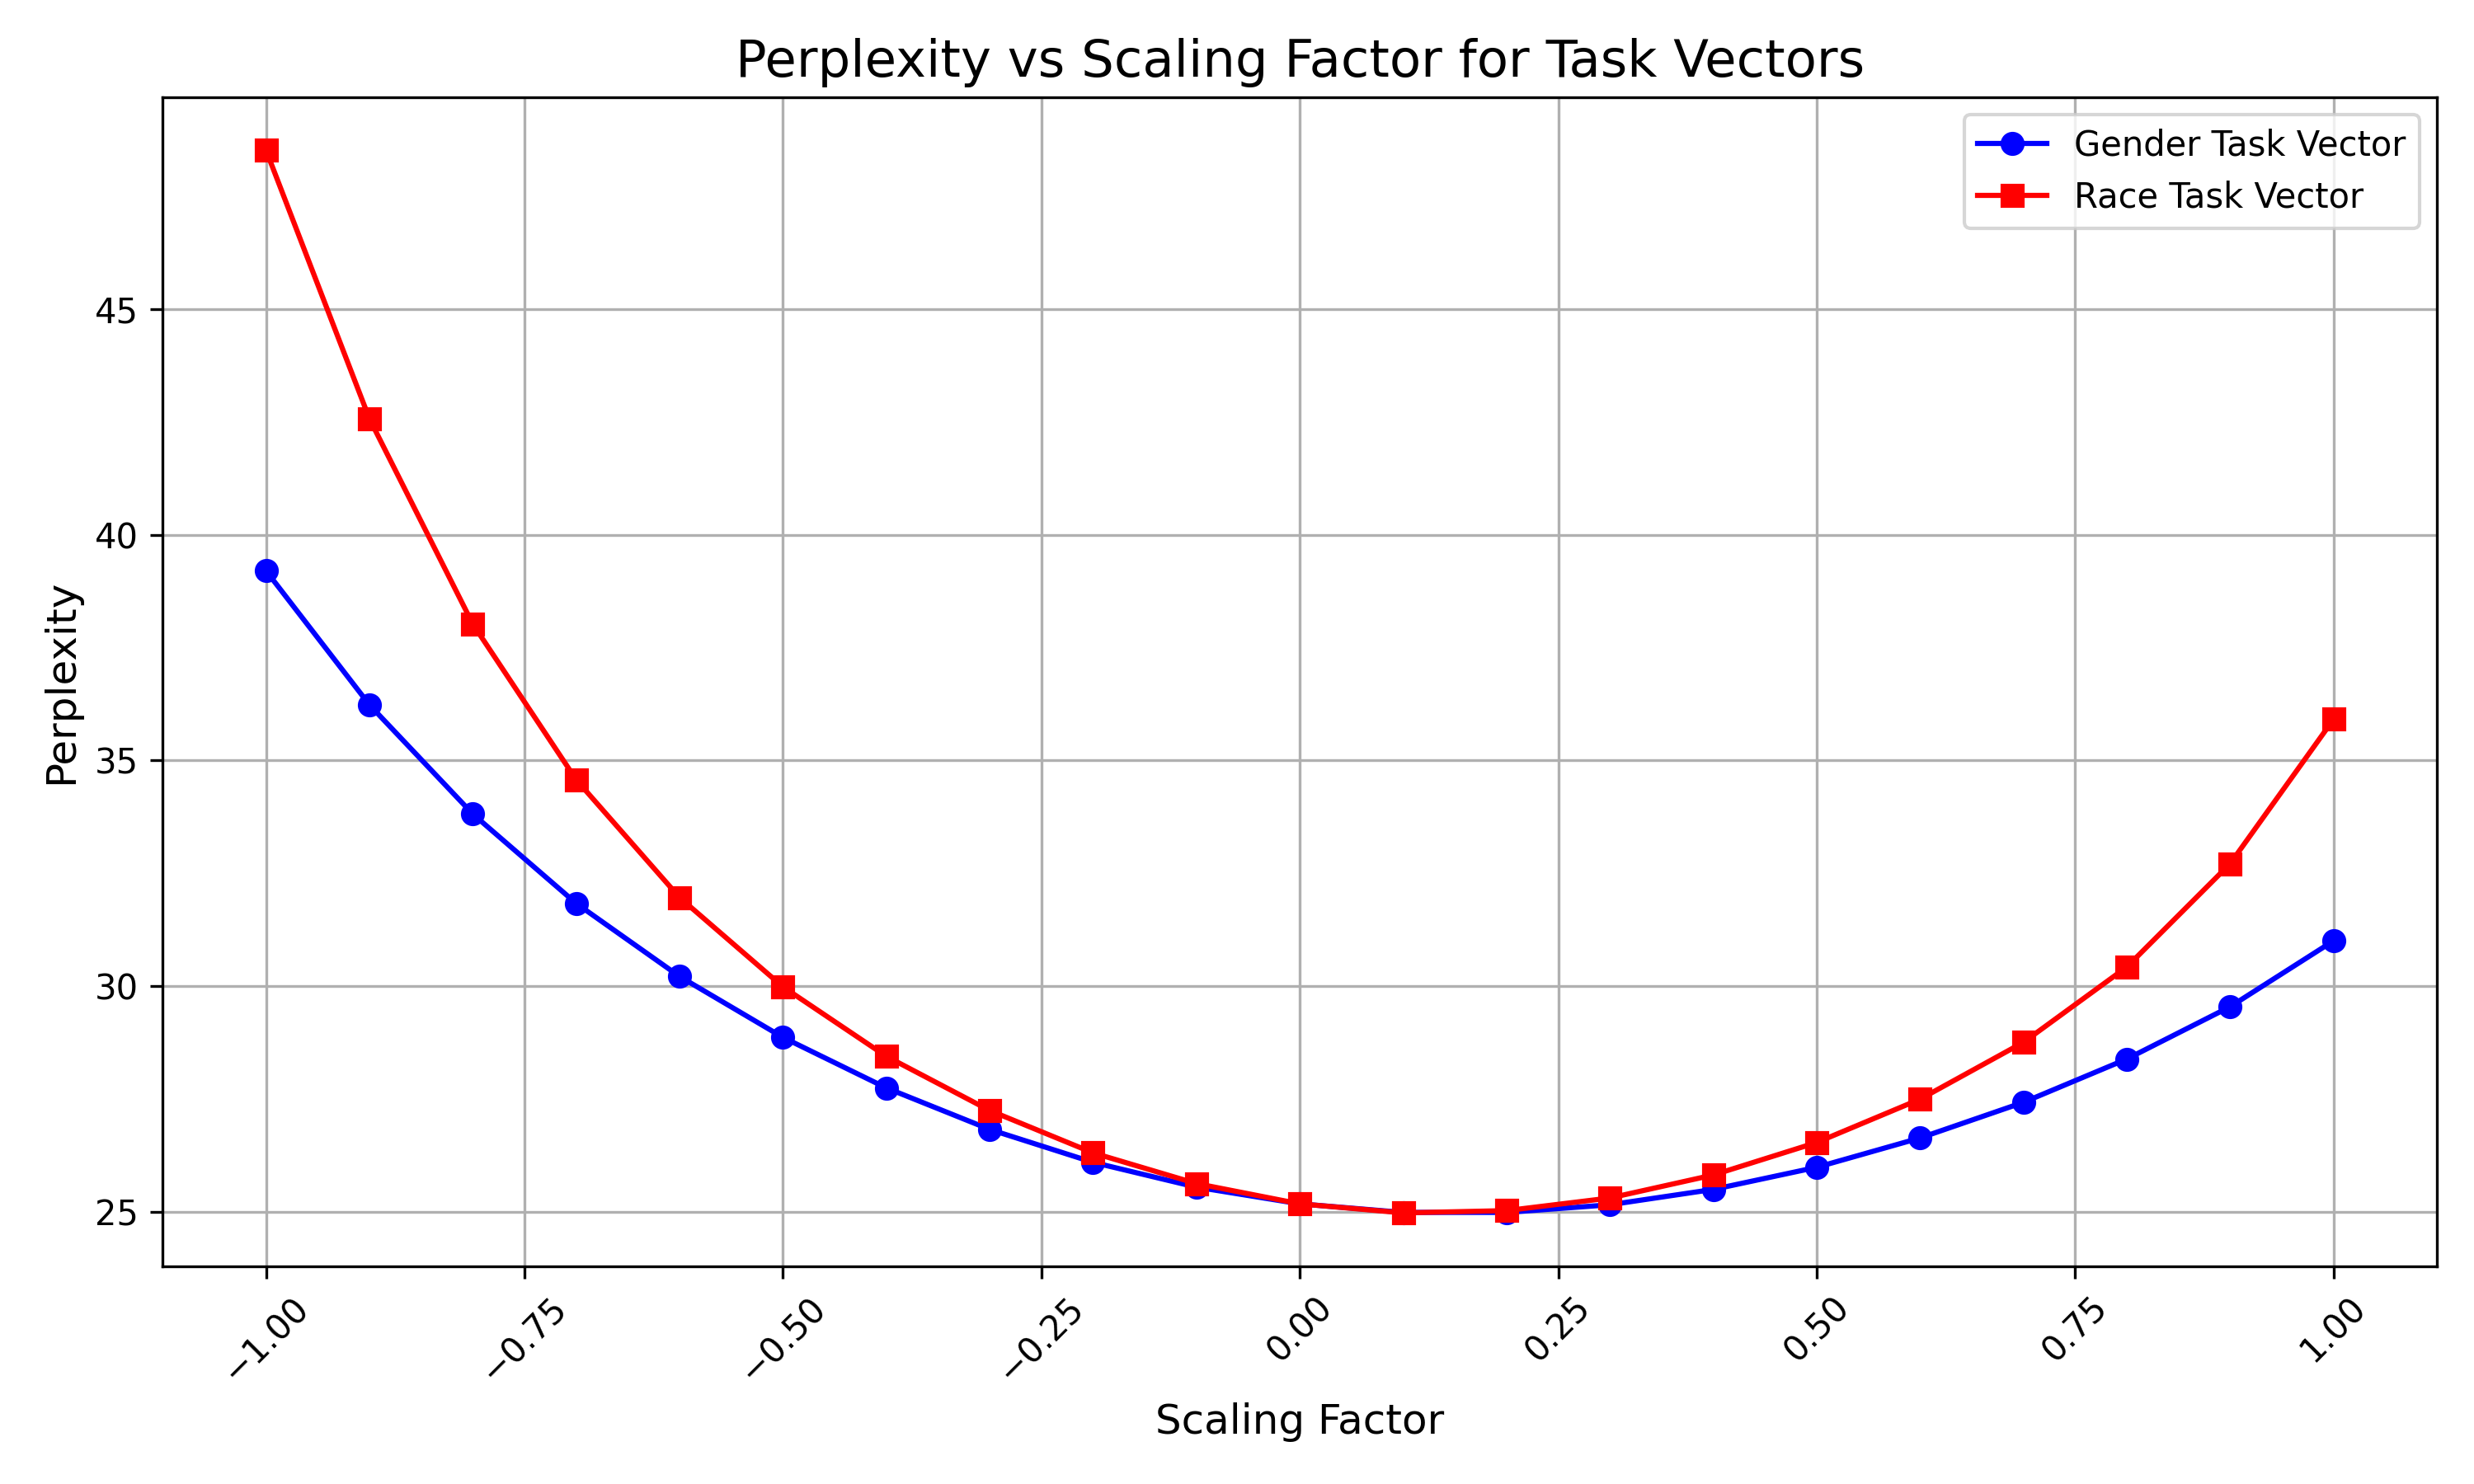 Perplexity vs Scaling Factor for Task Vectors
Gender Task Vector
Race Task Vector
Perplexity
45
40
35
30
25
−1.00
−0.75
−0.50
−0.25
0.00
0.25
0.50
0.75
1.00
Scaling Factor